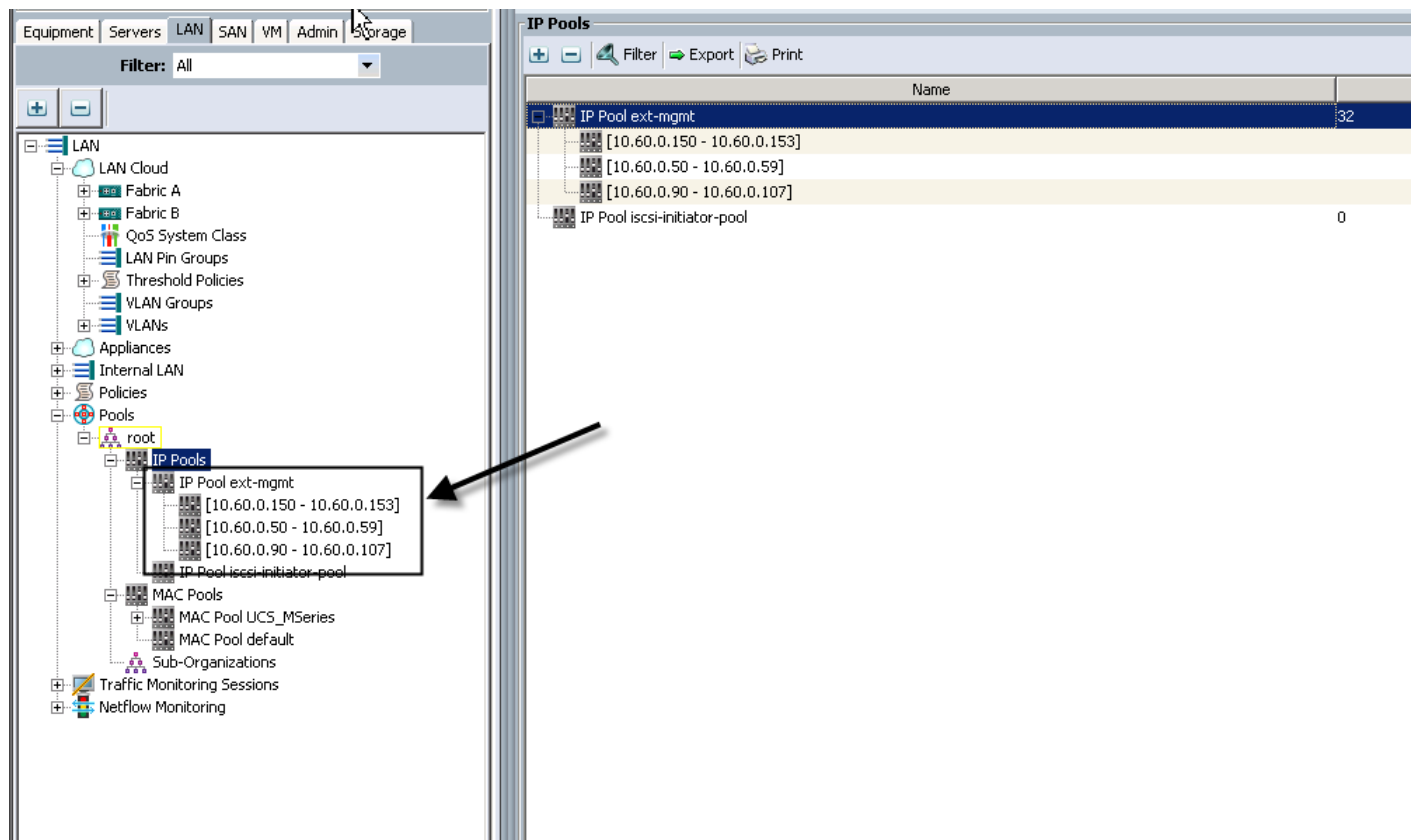 Equipment Servers LAN SAN VM Admin Storage
Filter: All
LAN
LAN Cloud
Fabric A
Fabric B
QoS System Class
LAN Pin Groups
Threshold Policies
VLAN Groups
VLANs
Appliances
Internal LAN
Policies
Pools
root
IP Pools
IP Pool ext-mgmt
[10.60.0.150 - 10.60.0.153]
[10.60.0.50 - 10.60.0.59]
[10.60.0.90 - 10.60.0.107]
IP Pool iscsi-initiator-pool
MAC Pools
MAC Pool UCS_MSeries
MAC Pool default
Sub-Organizations
Traffic Monitoring Sessions
Netflow Monitoring
IP Pools
Filter Export Print
Name
IP Pool ext-mgmt 32
[10.60.0.150 - 10.60.0.153]
[10.60.0.50 - 10.60.0.59]
[10.60.0.90 - 10.60.0.107]
IP Pool iscsi-initiator-pool 0